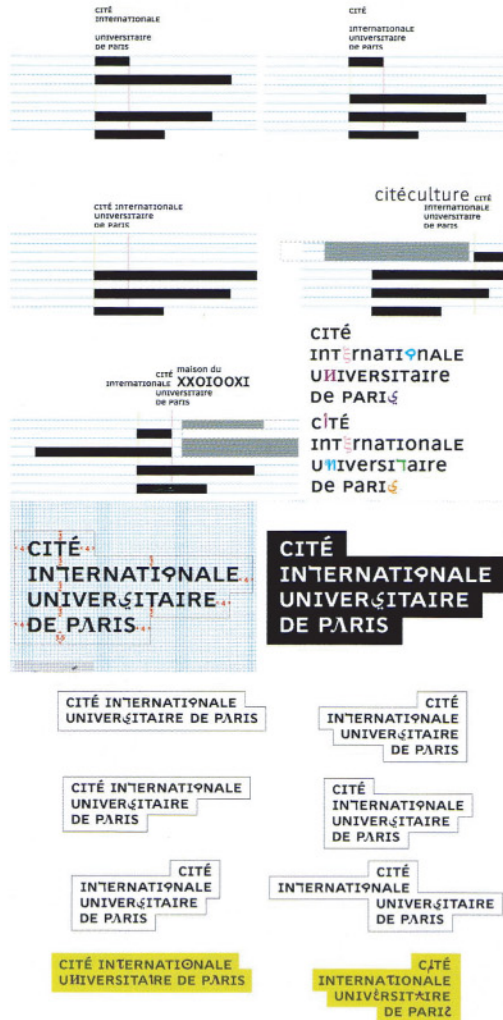 CITÉ
INTERNATIONALE
UNIVERSITAIRE
DE PARIS
CITÉ
INTERNATIONALE
UNIVERSITAIRE
DE PARIS
CITÉ INTERNATIONALE
UNIVERSITAIRE
DE PARIS
citéculture CITÉ
INTERNATIONALE
UNIVERSITAIRE
DE PARIS
maison du
CITÉ XXOIOOXI
INTERNATIONALE
UNIVERSITAIRE
DE PARIS
CITÉ
INTERNATIONALE
UNIVERSITAIRE
DE PARIS
CITÉ
INTERNATIONALE
UNIVERSITAIRE
DE PARIS
CITÉ
INTERNATIONALE
UNIVERSITAIRE
DE PARIS
CITÉ
INTERNATIONALE
UNIVERSITAIRE
DE PARIS
CITÉ INTERNATIONALE
UNIVERSITAIRE DE PARIS
CITÉ
INTERNATIONALE
UNIVERSITAIRE
DE PARIS
CITÉ INTERNATIONALE
UNIVERSITAIRE
DE PARIS
CITÉ
INTERNATIONALE
UNIVERSITAIRE
DE PARIS
CITÉ
INTERNATIONALE
UNIVERSITAIRE
DE PARIS
CITÉ
INTERNATIONALE
UNIVERSITAIRE
DE PARIS
CITÉ INTERNATIONALE
UNIVERSITAIRE DE PARIS
CITÉ
INTERNATIONALE
UNIVERSITAIRE
DE PARIS